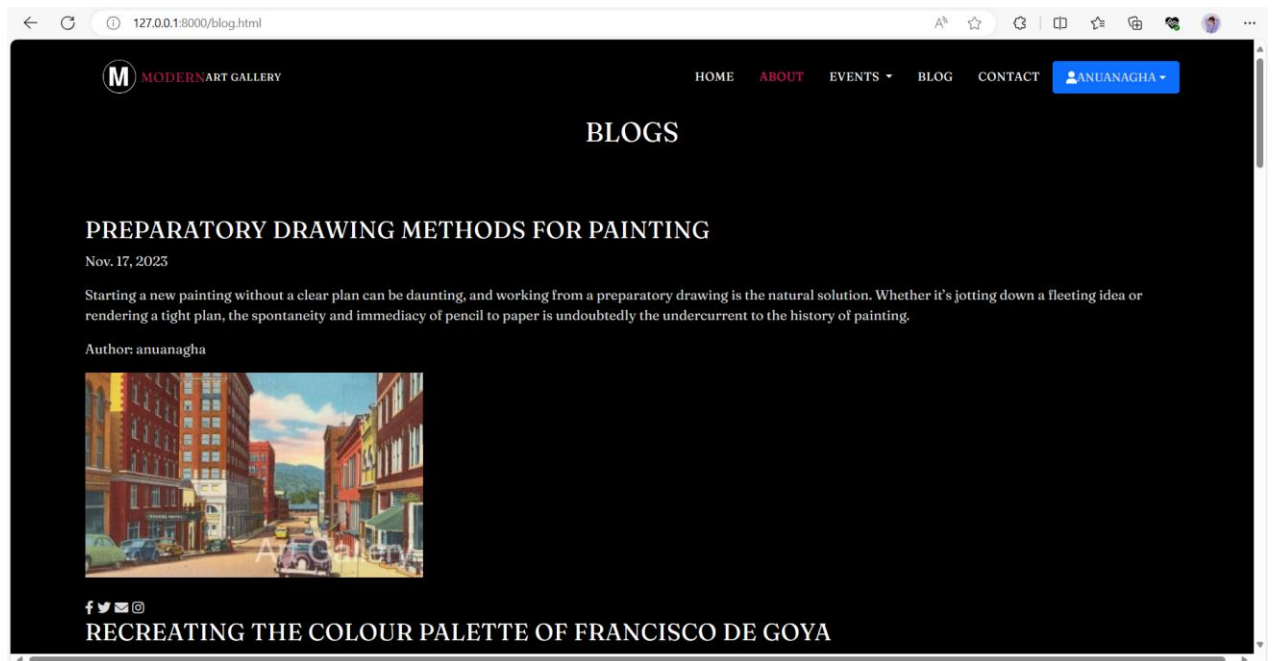 127.0.0.1:8000/blog.html
M MODERNART GALLERY
HOME ABOUT EVENTS BLOG CONTACT ANUANAGHA
BLOGS
PREPARATORY DRAWING METHODS FOR PAINTING
Nov. 17, 2023
Starting a new painting without a clear plan can be daunting, and working from a preparatory drawing is the natural solution. Whether it's jotting down a fleeting idea or
rendering a tight plan, the spontaneity and immediacy of pencil to paper is undoubtedly the undercurrent to the history of painting.
Author: anuanagha
Art Gallery
RECREATING THE COLOUR PALETTE OF FRANCISCO DE GOYA